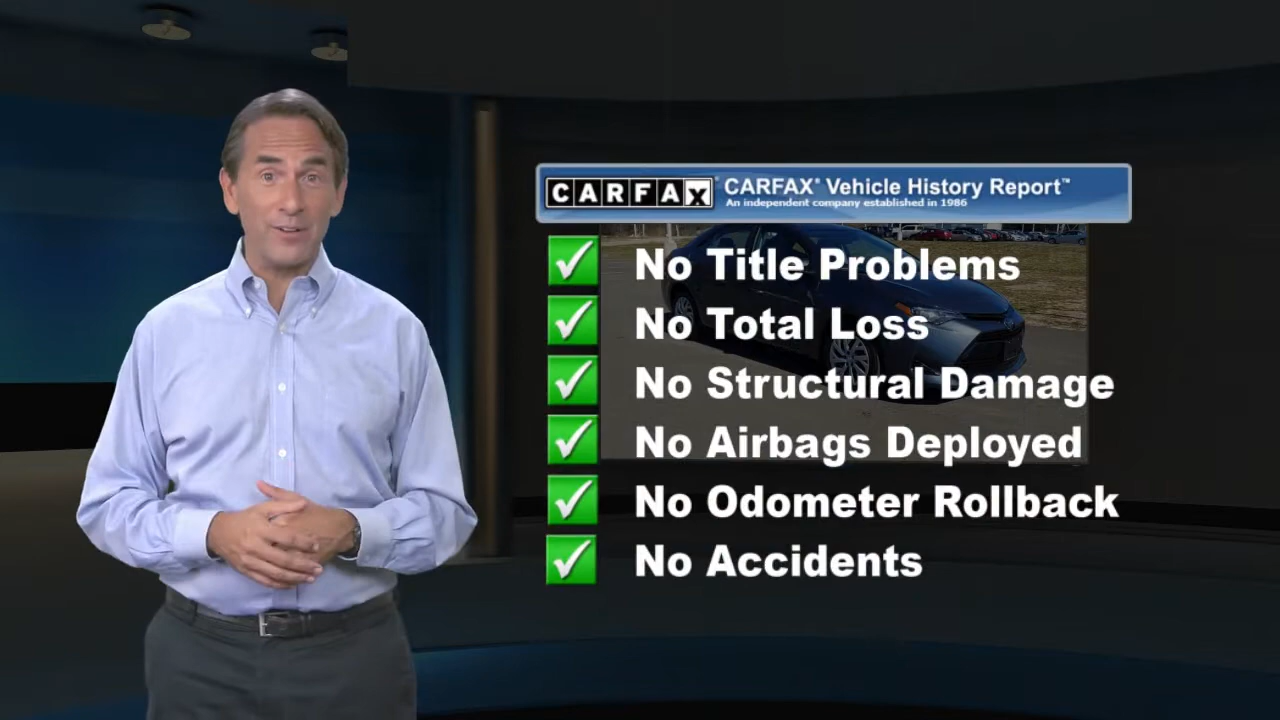 CARFAX® CARFAX® Vehicle History Report™
An independent company established in 1986
No Title Problems
No Total Loss
No Structural Damage
No Airbags Deployed
No Odometer Rollback
No Accidents